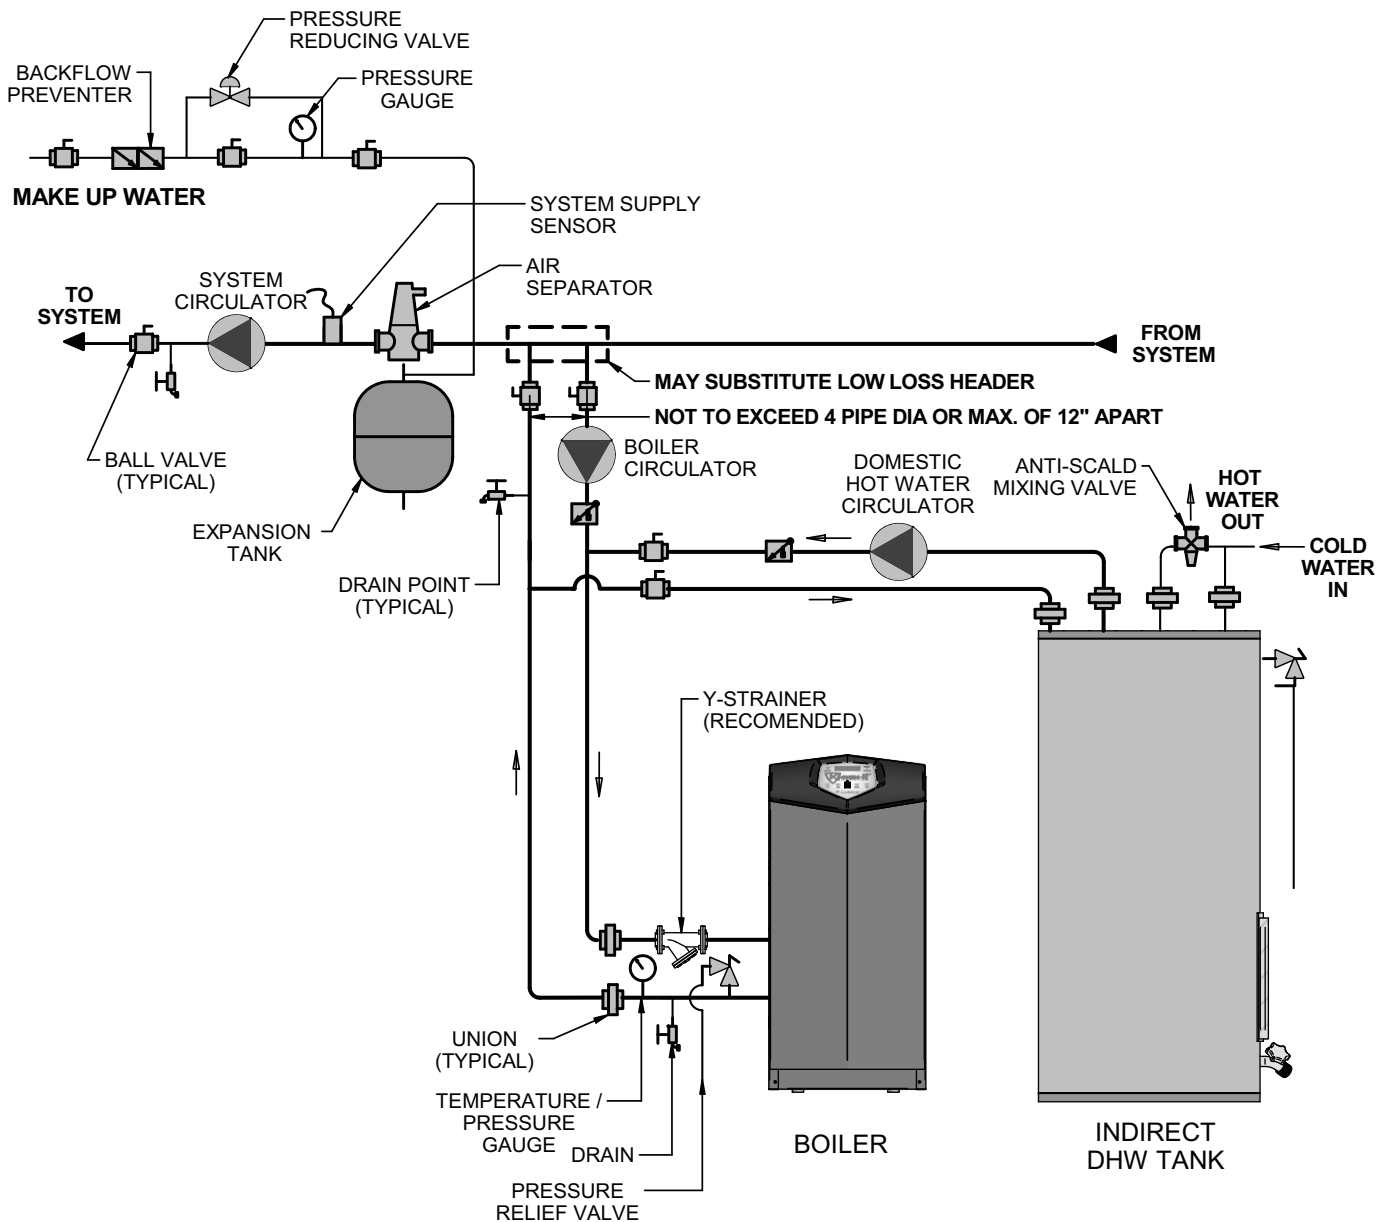 PRESSURE
REDUCING VALVE
BACKFLOW
PREVENTER
PRESSURE
GAUGE
MAKE UP WATER
SYSTEM SUPPLY
SENSOR
AIR
SEPARATOR
SYSTEM
CIRCULATOR
TO
SYSTEM
FROM
SYSTEM
MAY SUBSTITUTE LOW LOSS HEADER
NOT TO EXCEED 4 PIPE DIA OR MAX. OF 12" APART
BALL VALVE
(TYPICAL)
BOILER
CIRCULATOR
DOMESTIC
HOT WATER
CIRCULATOR
ANTI-SCALD
MIXING VALVE
HOT
WATER
OUT
EXPANSION
TANK
COLD
WATER
IN
DRAIN POINT
(TYPICAL)
Y-STRAINER
(RECOMENDED)
UNION
(TYPICAL)
TEMPERATURE /
PRESSURE
GAUGE
DRAIN
PRESSURE
RELIEF VALVE
BOILER
INDIRECT
DHW TANK